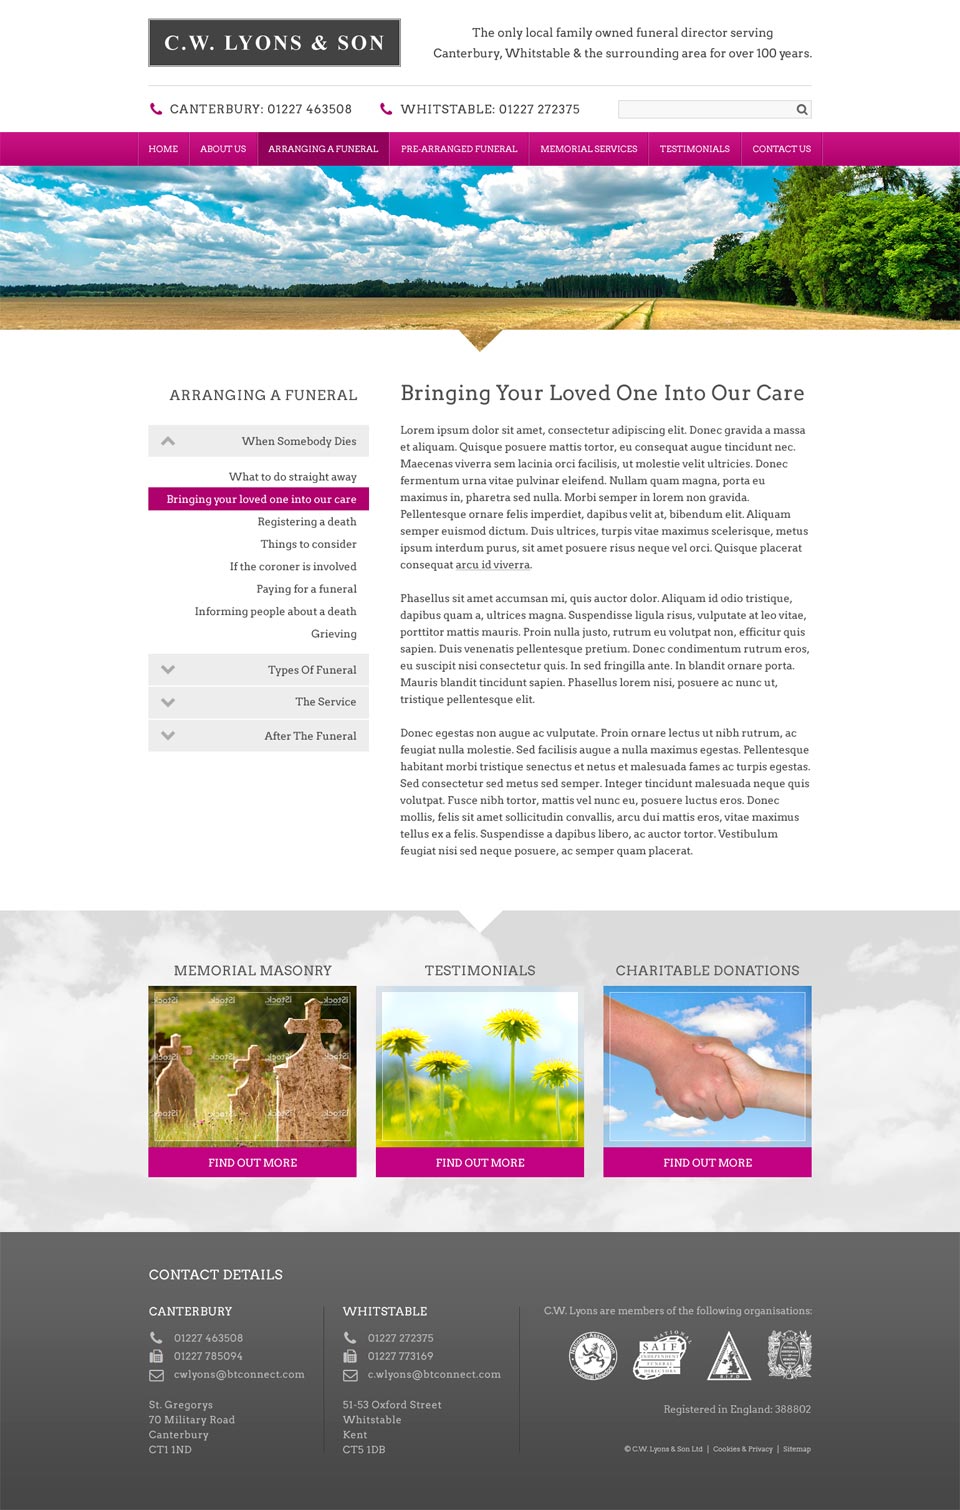 C.W. LYONS & SON
The only local family owned funeral director serving
Canterbury, Whitstable & the surrounding area for over 100 years.
CANTERBURY: 01227 463508
WHITSTABLE: 01227 272375
HOME
ABOUT US
ARRANGING A FUNERAL
PRE-ARRANGED FUNERAL
MEMORIAL SERVICES
TESTIMONIALS
CONTACT US
ARRANGING A FUNERAL
When Somebody Dies
What to do straight away
Bringing your loved one into our care
Registering a death
Things to consider
If the coroner is involved
Paying for a funeral
Informing people about a death
Grieving
Types Of Funeral
The Service
After The Funeral
Bringing Your Loved One Into Our Care
Lorem ipsum dolor sit amet, consectetur adipiscing elit. Donec gravida a massa
et aliquam. Quisque posuere mattis tortor, eu consequat augue tincidunt nec.
Maecenas viverra sem lacinia orci facilisis, ut molestie velit ultricies. Donec
fermentum urna vitae pulvinar eleifend. Nullam quam magna, porta eu
maximus in, pharetra sed nulla. Morbi semper in lorem non gravida.
Pellentesque ornare felis imperdiet, dapibus velit at, bibendum elit. Aliquam
semper euismod dictum. Duis ultrices, turpis vitae maximus scelerisque, metus
ipsum interdum purus, sit amet posuere risus neque vel orci. Quisque placerat
consequat arcu id viverra.
Phasellus sit amet accumsan mi, quis auctor dolor. Aliquam id odio tristique,
dapibus quam a, ultrices magna. Suspendisse ligula risus, vulputate at leo vitae,
porttitor mattis mauris. Proin nulla justo, rutrum eu volutpat non, efficitur quis
sapien. Duis venenatis pellentesque pretium. Donec condimentum rutrum eros,
eu suscipit nisi consectetur quis. In sed fringilla ante. In blandit ornare porta.
Mauris blandit tincidunt sapien. Phasellus lorem nisi, posuere ac nunc ut,
tristique pellentesque elit.
Donec egestas non augue ac vulputate. Proin ornare lectus ut nibh rutrum, ac
feugiat nulla molestie. Sed facilisis augue a nulla maximus egestas. Pellentesque
habitant morbi tristique senectus et netus et malesuada fames ac turpis egestas.
Sed consectetur sed metus sed semper. Integer tincidunt malesuada neque quis
volutpat. Fusce nibh tortor, mattis vel nunc eu, posuere luctus eros. Donec
mollis, felis sit amet sollicitudin convallis, arcu dui mattis eros, vitae maximus
tellus ex a felis. Suspendisse a dapibus libero, ac auctor tortor. Vestibulum
feugiat nisi sed neque posuere, ac semper quam placerat.
MEMORIAL MASONRY
TESTIMONIALS
CHARITABLE DONATIONS
iStock iStock iStock iStock
iStock iStock iStock iStock
iStock iStock iStock iStock
FIND OUT MORE
FIND OUT MORE
FIND OUT MORE
CONTACT DETAILS
CANTERBURY
01227 463508
01227 785094
cwlyons@btconnect.com
St. Gregorys
70 Military Road
Canterbury
CT1 1ND
WHITSTABLE
01227 272375
01227 773169
c.wlyons@btconnect.com
51-53 Oxford Street
Whitstable
Kent
CT5 1DB
C.W. Lyons are members of the following organisations:
NATIONAL
SAIF
INDEPENDENT
FUNERAL
DIRECTORS
Registered in England: 388802
© C.W. Lyons & Son Ltd | Cookies & Privacy | Sitemap